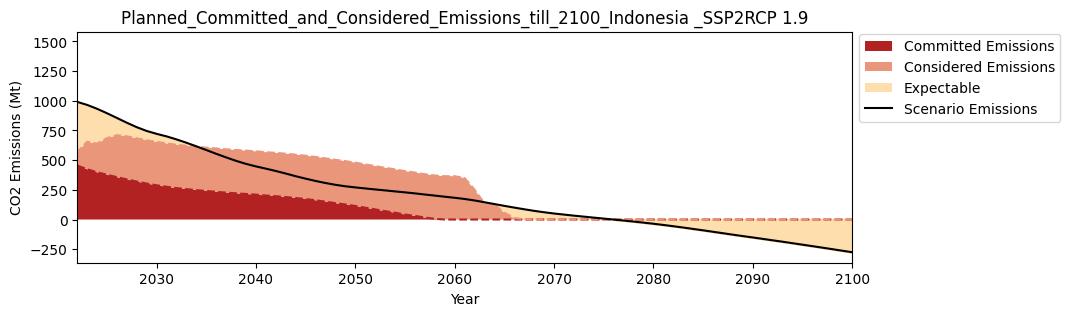 Planned_Committed_and_Considered_Emissions_till_2100_Indonesia _SSP2RCP 1.9
CO2 Emissions (Mt)
1500
1250
1000
750
500
250
0
−250
2030
2040
2050
2060
2070
2080
2090
2100
Year
Committed Emissions
Considered Emissions
Expectable
Scenario Emissions